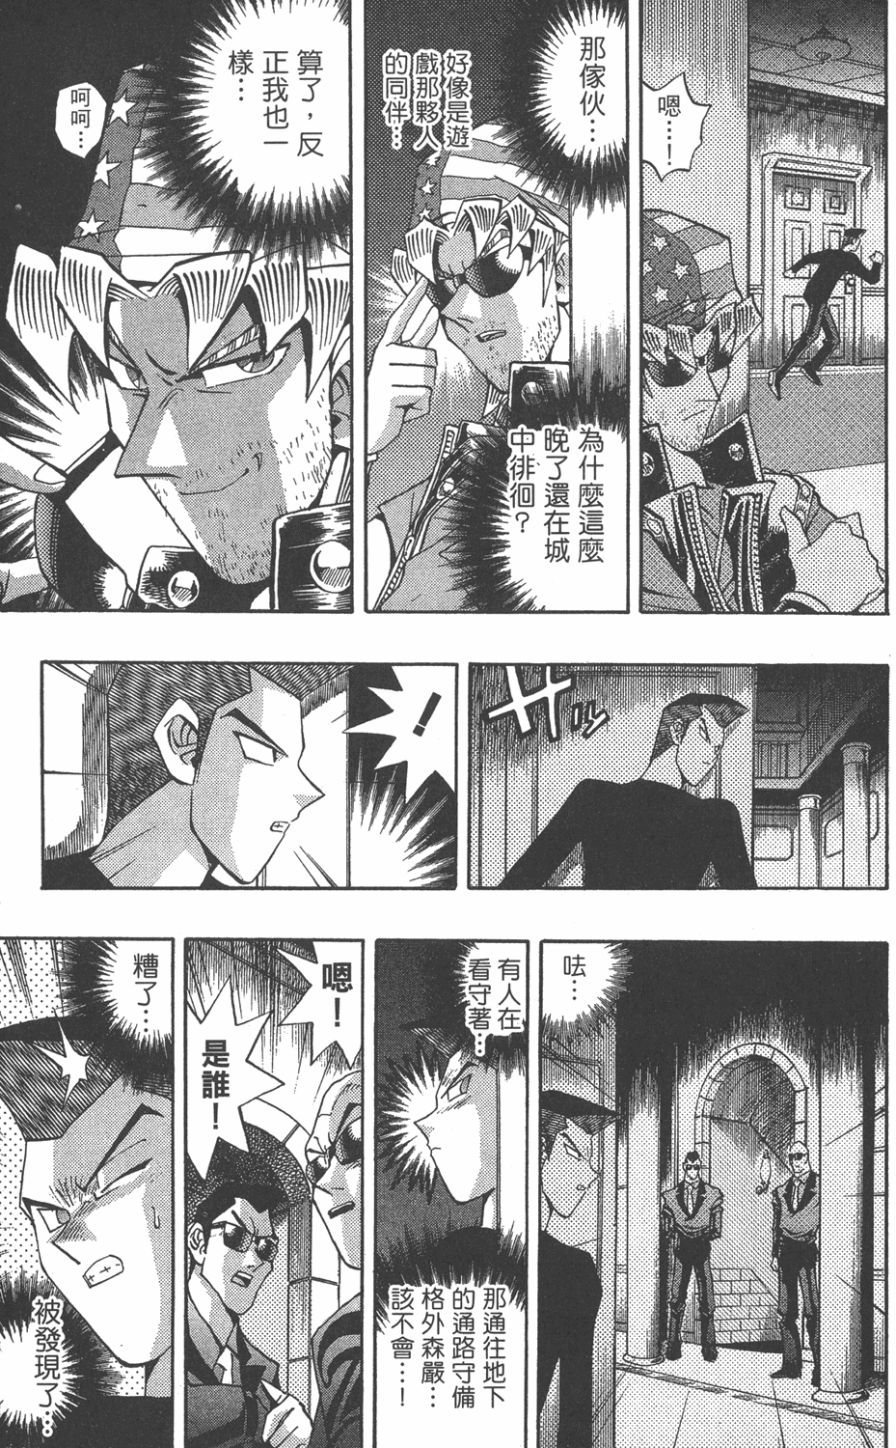 嗯…！
那傢伙…
好像是遊
戲那夥人
的同伴…
為什麼這麼
晚了還在城
中徘徊？
算了，反
正我也一
樣…
呵呵…
！
呿…
有人在
看守著…
那通往地下
的通路守備
格外森嚴…
該不會…！
嗯！
是誰！
糟了…
被發現了…